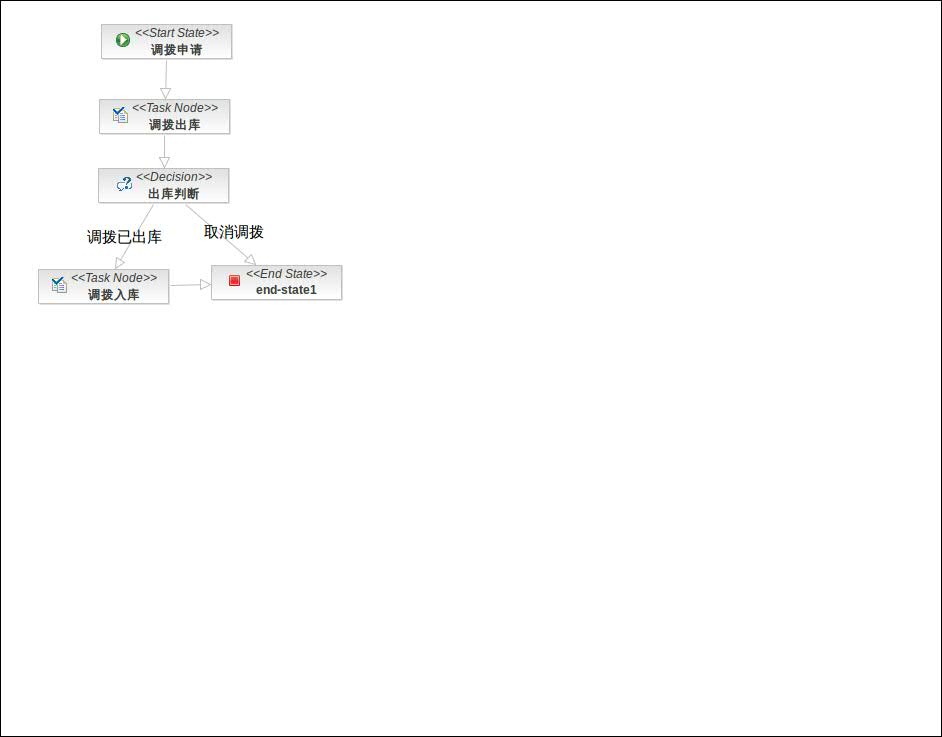 <<Start State>>
调拨申请
<<Task Node>>
调拨出库
<<Decision>>
出库判断
调拨已出库
取消调拨
<<Task Node>>
调拨入库
<<End State>>
end-state1